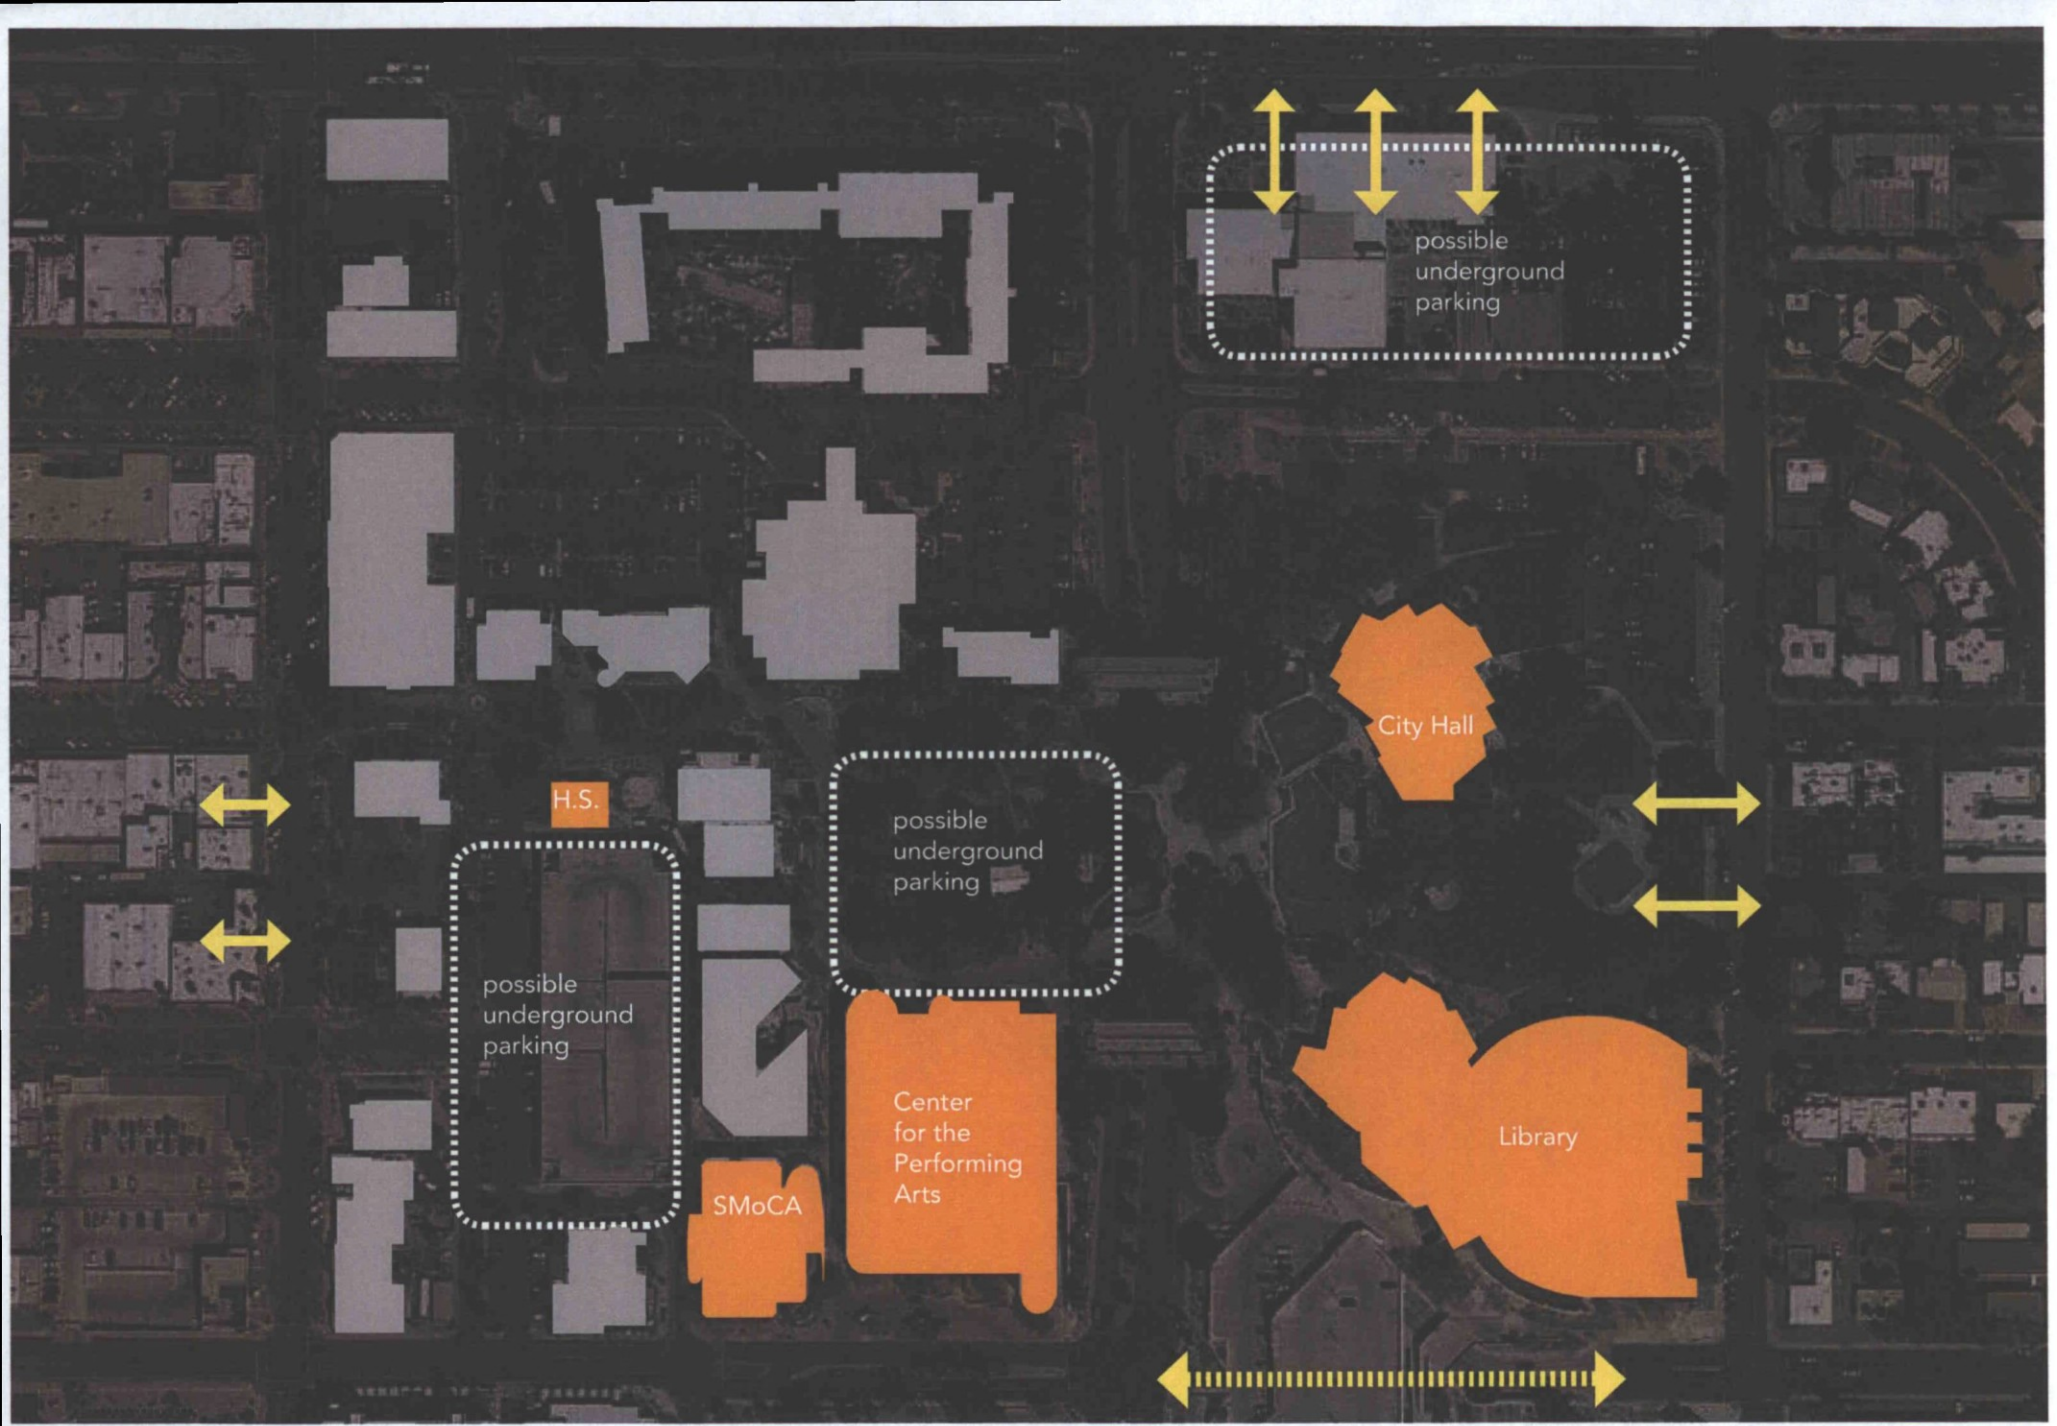 possible
underground
parking
City Hall
H.S.
possible
underground
parking
possible
underground
parking
Center
for the
Performing
Arts
Library
SMoCA